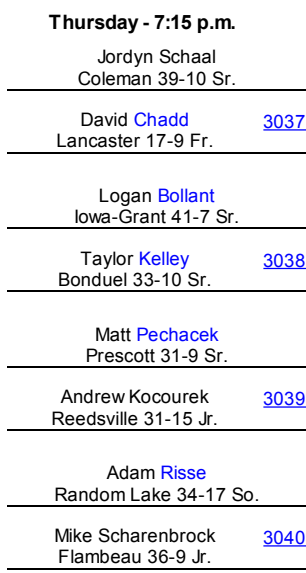 Thursday - 7:15 p.m.
Jordyn Schaal
Coleman 39-10 Sr.
David Chadd 3037
Lancaster 17-9 Fr.
Logan Bollant
Iowa-Grant 41-7 Sr.
Taylor Kelley 3038
Bonduel 33-10 Sr.
Matt Pechacek
Prescott 31-9 Sr.
Andrew Kocourek 3039
Reedsville 31-15 Jr.
Adam Risse
Random Lake 34-17 So.
Mike Scharenbrock 3040
Flambeau 36-9 Jr.